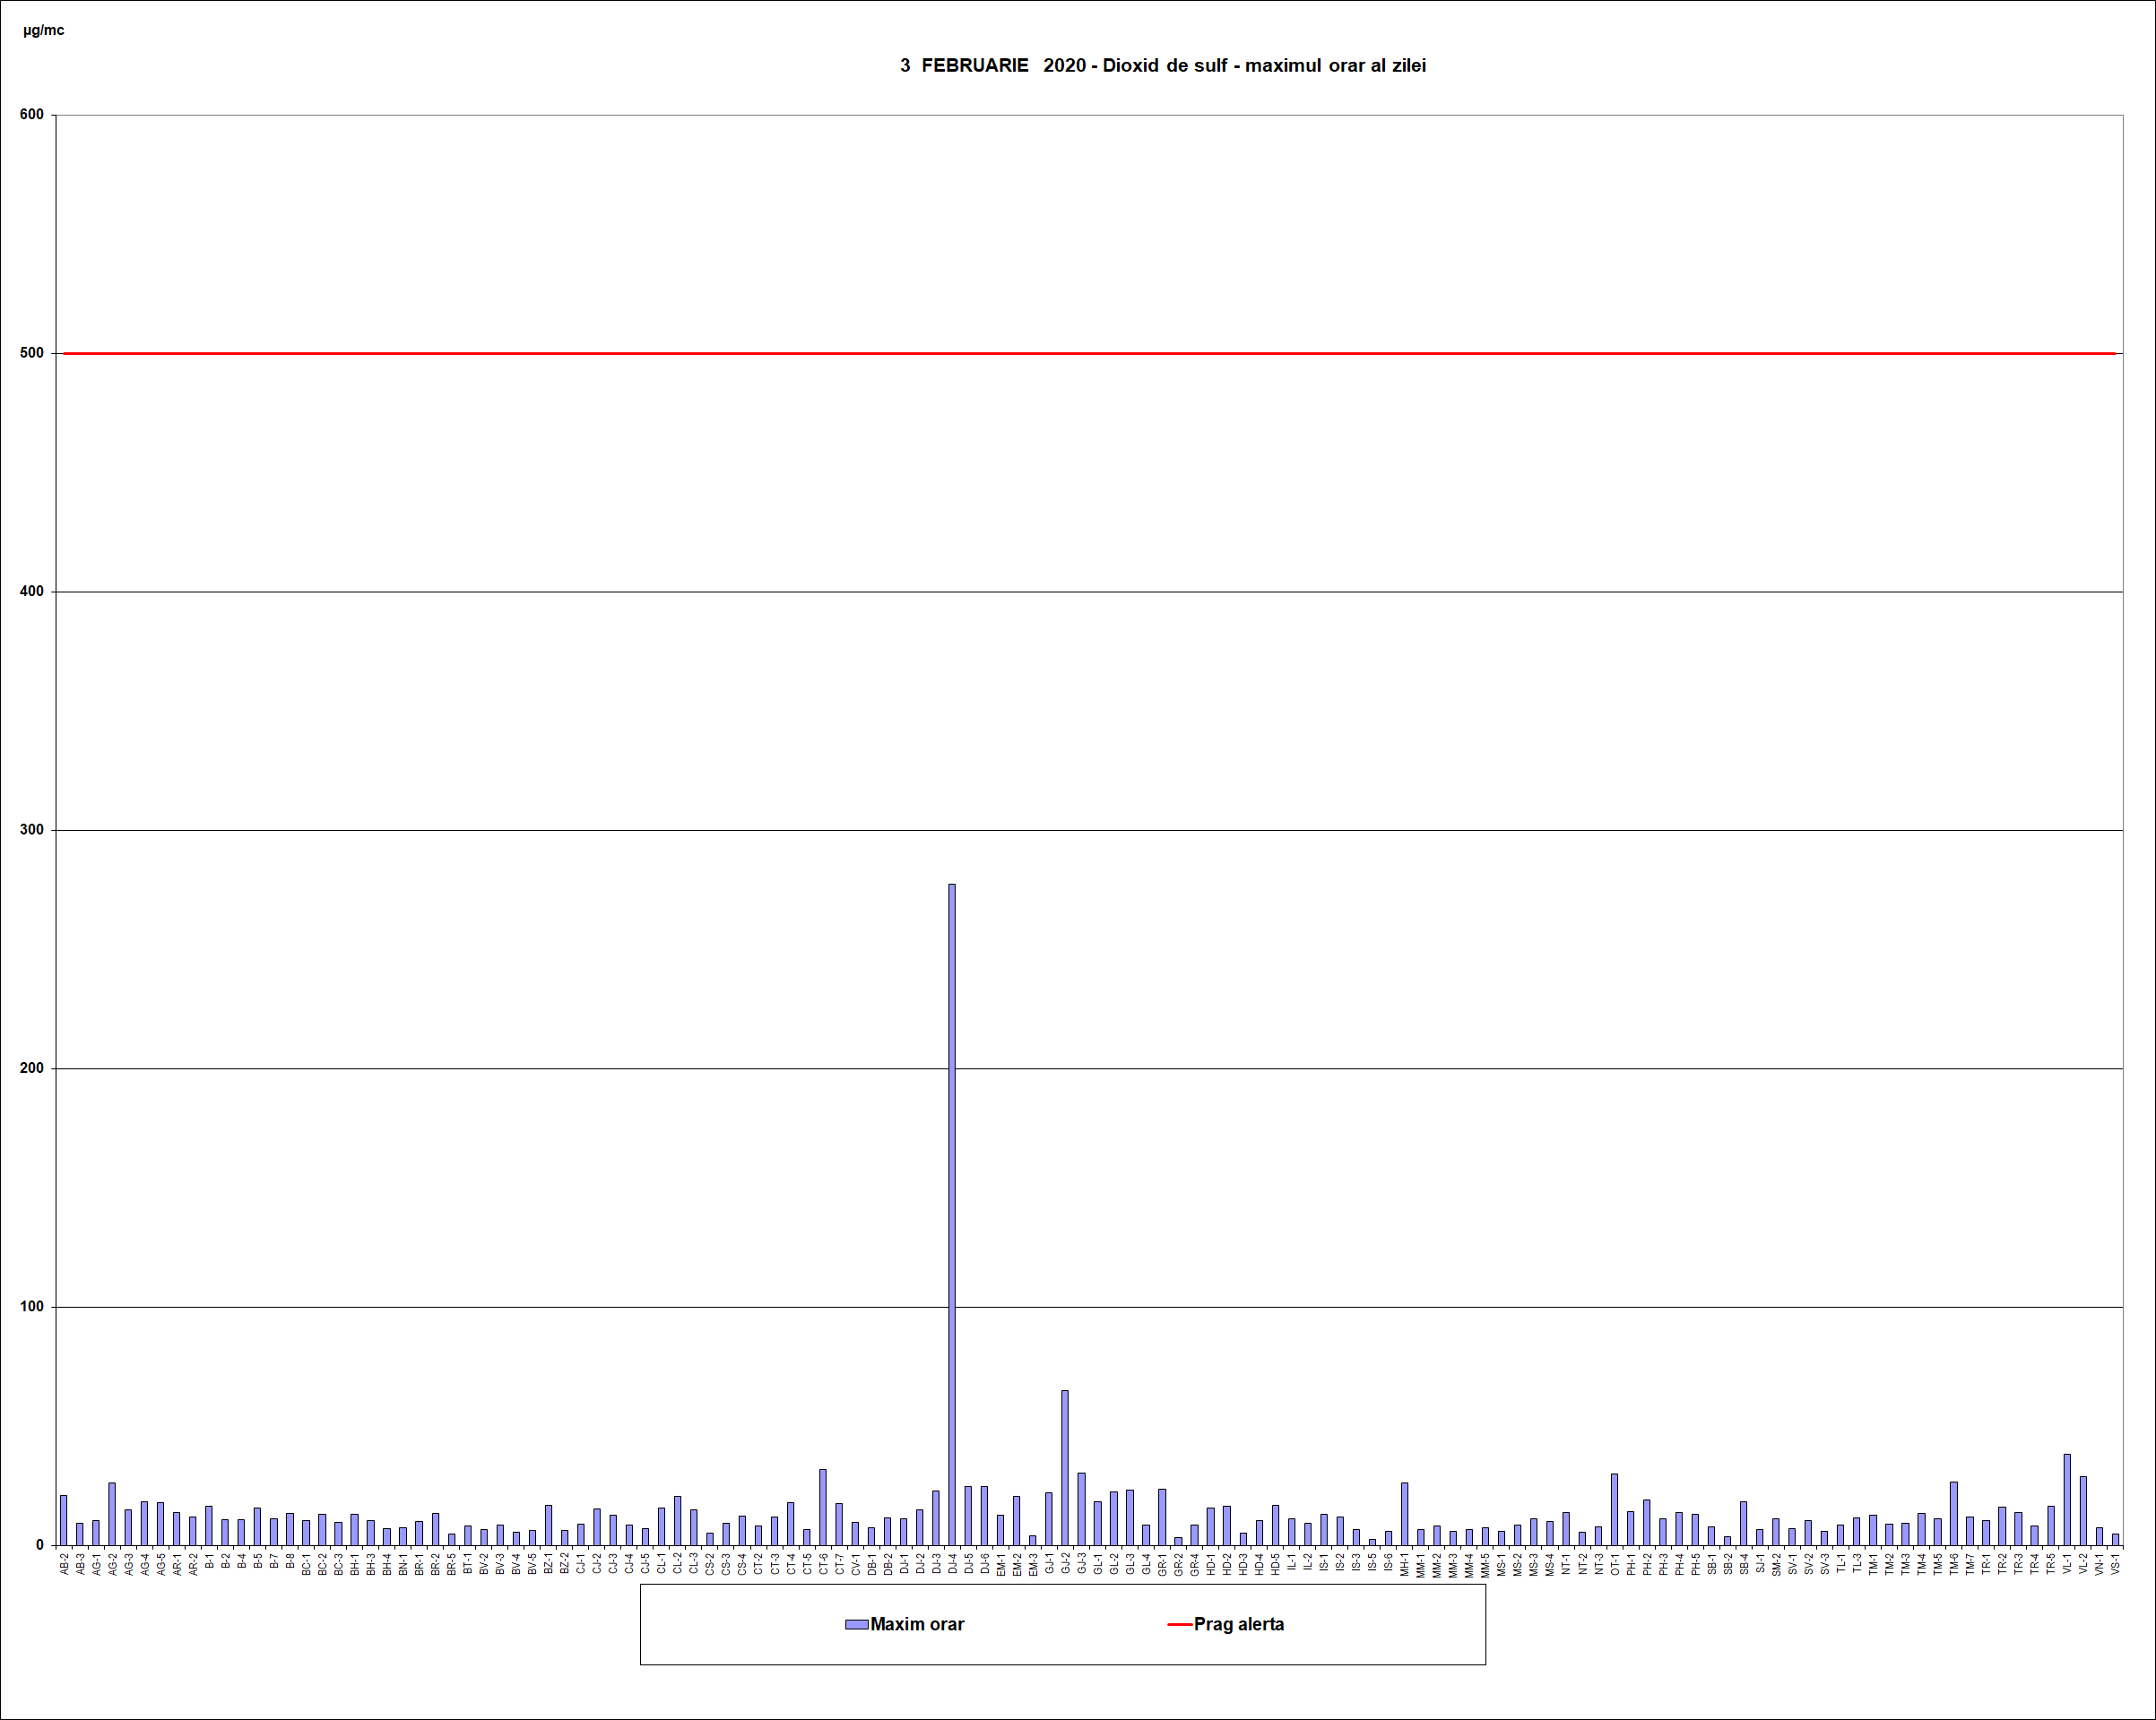 µg/mc
3 FEBRUARIE 2020 - Dioxid de sulf - maximul orar al zilei
600
500
400
300
200
100
0
AB-2 AB-3 AG-1 AG-2 AG-3 AG-4 AG-5 AR-1 AR-2 B-1 B-2 B-4 B-5 B-7 B-8 BC-1 BC-2 BC-3 BH-1 BH-3 BH-4 BN-1 BR-1 BR-2 BR-5 BT-1 BV-2 BV-3 BV-4 BV-5 BZ-1 BZ-2 CJ-1 CJ-2 CJ-3 CJ-4 CJ-5 CL-1 CL-2 CL-3 CS-2 CS-3 CS-4 CT-2 CT-3 CT-4 CT-5 CT-6 CT-7 CV-1 DB-1 DB-2 DJ-1 DJ-2 DJ-3 DJ-4 DJ-5 DJ-6 EM-1 EM-2 EM-3 GJ-1 GJ-2 GJ-3 GL-1 GL-2 GL-3 GL-4 GR-1 GR-2 GR-4 HD-1 HD-2 HD-3 HD-4 HD-5 IL-1 IL-2 IS-1 IS-2 IS-3 IS-5 IS-6 MH-1 MM-1 MM-2 MM-3 MM-4 MM-5 MS-1 MS-2 MS-3 MS-4 NT-1 NT-2 NT-3 OT-1 PH-1 PH-2 PH-3 PH-4 PH-5 SB-1 SB-2 SB-4 SJ-1 SM-2 SV-1 SV-2 SV-3 TL-1 TL-3 TM-1 TM-2 TM-3 TM-4 TM-5 TM-6 TM-7 TR-1 TR-2 TR-3 TR-4 TR-5 VL-1 VL-2 VN-1 VS-1
Maxim orar Prag alerta